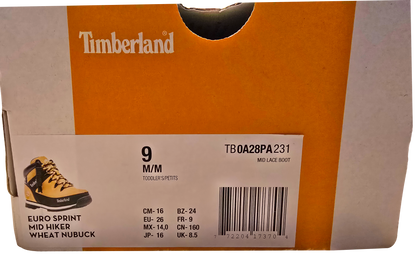 Timberland
9
M/M
TODDLER'S/PETITS
TB0A28PA231
MID LACE BOOT
Timberland
EURO SPRINT
MID HIKER
WHEAT NUBUCK
CM- 16 BZ- 24
EU- 26 FR- 9
MX- 14,0 CN- 160
JP- 16 UK- 8.5